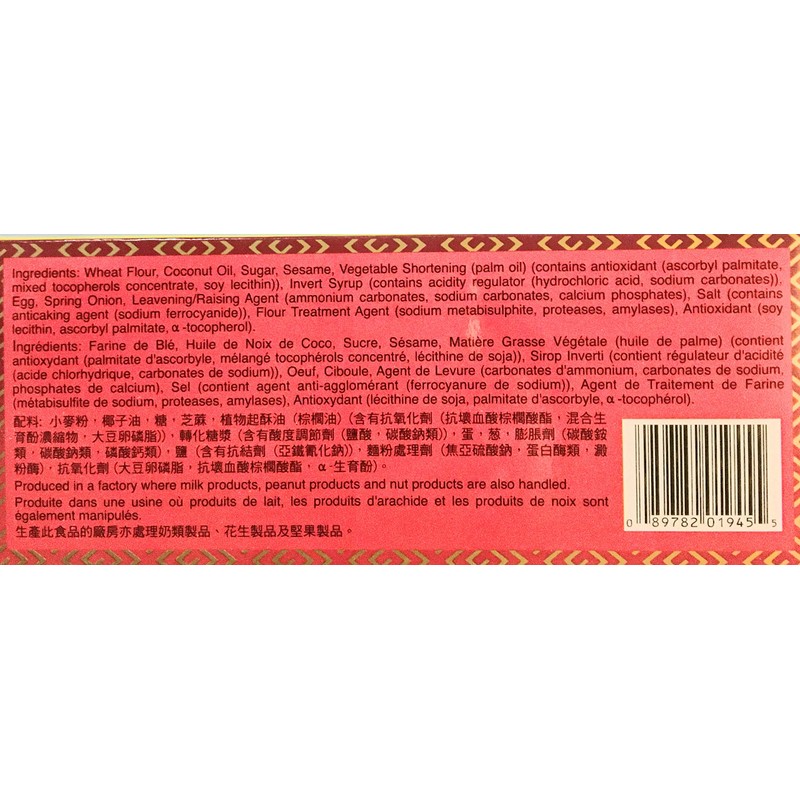 Ingredients: Wheat Flour, Coconut Oil, Sugar, Sesame, Vegetable Shortening (palm oil) (contains antioxidant (ascorbyl palmitate,
mixed tocopherols concentrate, soy lecithin)), Invert Syrup (contains acidity regulator (hydrochloric acid, sodium carbonates)),
Egg, Spring Onion, Leavening/Raising Agent (ammonium carbonates, sodium carbonates, calcium phosphates), Salt (contains
anticaking agent (sodium ferrocyanide)), Flour Treatment Agent (sodium metabisulphite, proteases, amylases), Antioxidant (soy
lecithin, ascorbyl palmitate, α-tocopherol).
Ingrédients: Farine de Blé, Huile de Noix de Coco, Sucre, Sésame, Matière Grasse Végétale (huile de palme) (contient
antioxydant (palmitate d'ascorbyle, mélangé tocophérols concentré, lécithine de soja)), Sirop Inverti (contient régulateur d'acidité
(acide chlorhydrique, carbonates de sodium)), Oeuf, Ciboule, Agent de Levure (carbonates d'ammonium, carbonates de sodium,
phosphates de calcium), Sel (contient agent anti-agglomérant (ferrocyanure de sodium)), Agent de Traitement de Farine
(métabisulfite de sodium, proteases, amylases), Antioxydant (lécithine de soja, palmitate d'ascorbyle, α-tocophérol).
配料：小麥粉，椰子油，糖，芝蔴，植物起酥油（棕櫚油）（含有抗氧化劑（抗壞血酸棕櫚酸酯，混合生
育酚濃縮物，大豆卵磷脂）），轉化糖漿（含有酸度調節劑（鹽酸，碳酸鈉類）），蛋，葱，膨脹劑（碳酸銨
類，碳酸鈉類，磷酸鈣類），鹽（含有抗結劑（亞鐵氰化鈉）），麵粉處理劑（焦亞硫酸鈉，蛋白酶類，澱
粉酶），抗氧化劑（大豆卵磷脂，抗壞血酸棕櫚酸酯，α-生育酚）。
Produced in a factory where milk products, peanut products and nut products are also handled.
Produite dans une usine où produits de lait, les produits d'arachide et les produits de noix sont
également manipulés.
生產此食品的廠房亦處理奶類製品、花生製品及堅果製品。
0 89782 01945 5